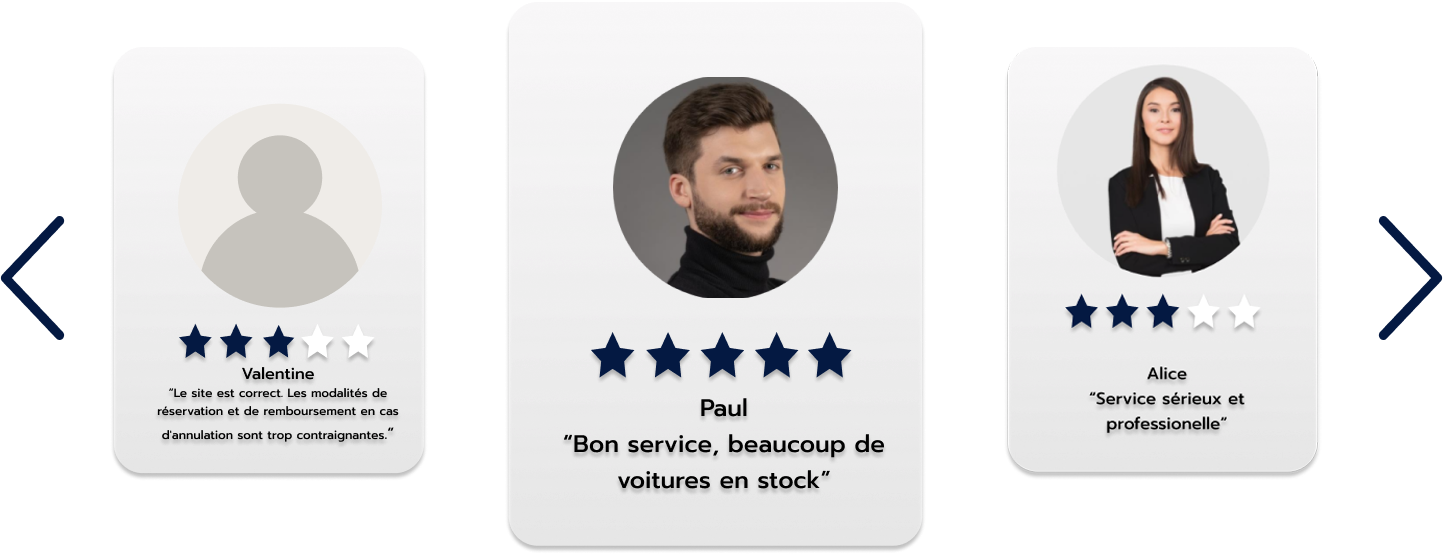 Valentine
“Le site est correct. Les modalités de
réservation et de remboursement en cas
d'annulation sont trop contraignantes.”
Paul
“Bon service, beaucoup de
voitures en stock”
Alice
“Service sérieux et
professionelle”